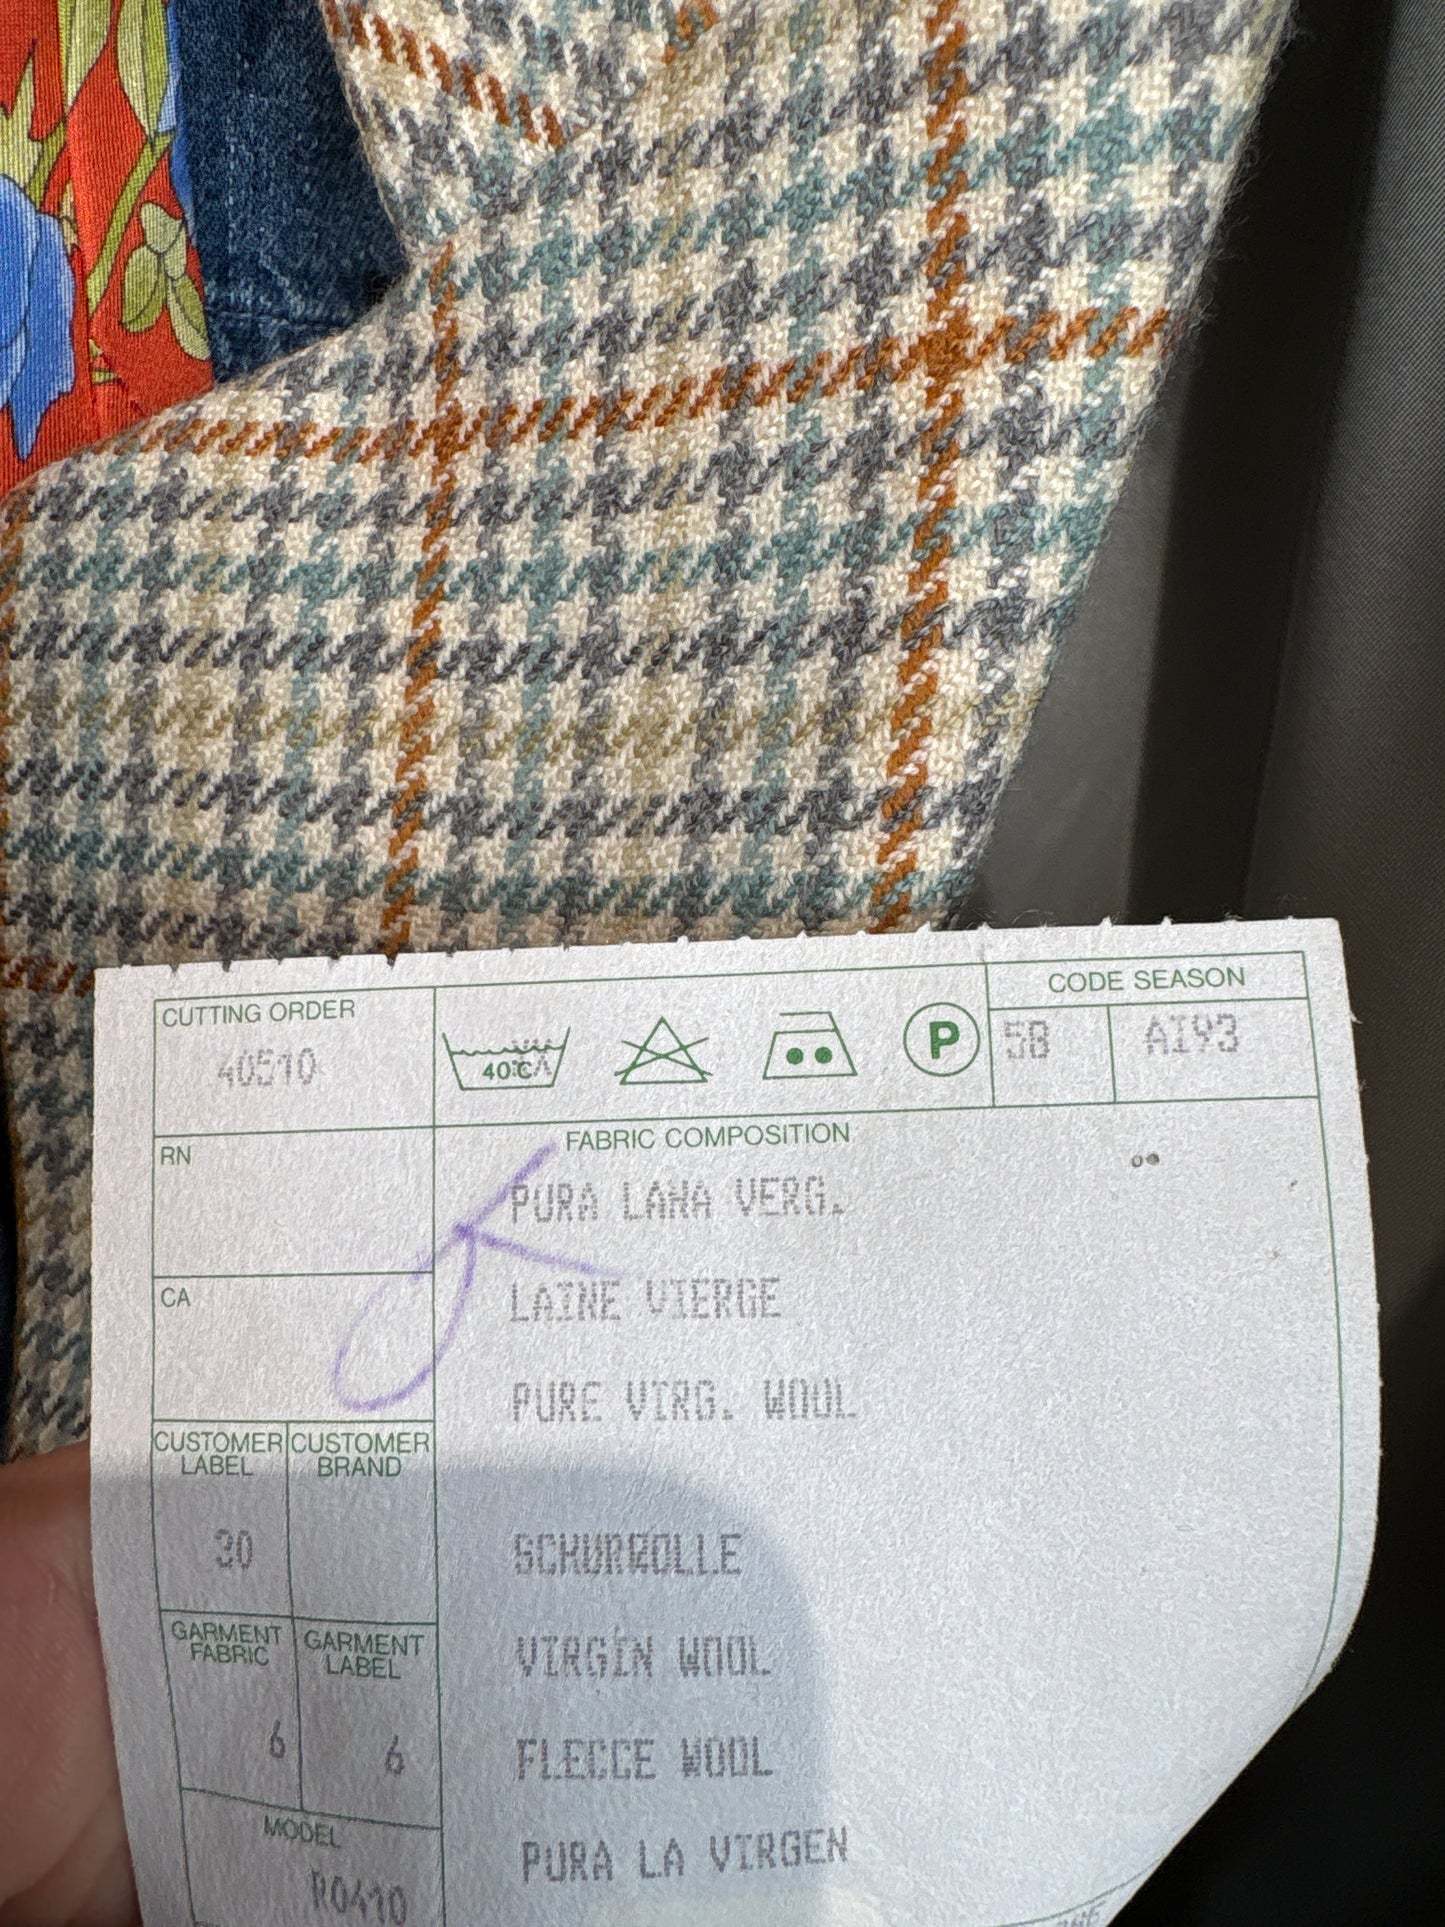 CUTTING ORDER
40510
40°C
P
CODE SEASON
5B
AI93
RN
FABRIC COMPOSITION
PURA LANA VERG.
CA
LAINE VIERGE
PURE VIRG. WOOL
CUSTOMER LABEL
CUSTOMER BRAND
30
SCHURWOLLE
GARMENT FABRIC
GARMENT LABEL
VIRGIN WOOL
6
6
FLECCE WOOL
MODEL
R0410
PURA LA VIRGEN